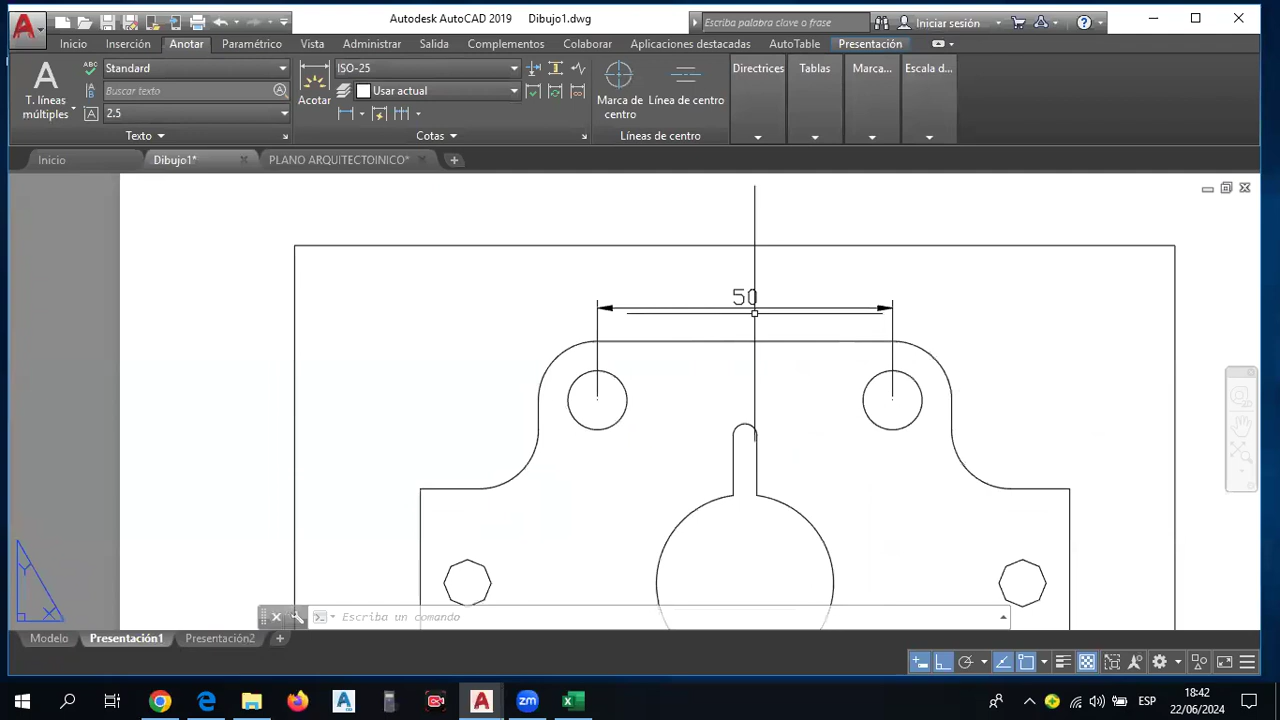 Autodesk AutoCAD 2019 Dibujo1.dwg
Escriba palabra clave o frase
Iniciar sesión
Inicio Inserción Anotar Paramétrico Vista Administrar Salida Complementos Colaborar Aplicaciones destacadas AutoTable Presentación
T. líneas
múltiples
Standard
Buscar texto
2.5
Texto
Acotar
ISO-25
Usar actual
Cotas
Marca de
centro
Línea de centro
Líneas de centro
Directrices
Tablas
Marca...
Escala d...
Inicio
Dibujo1*
PLANO ARQUITECTOINICO*
50
Y
X
Escriba un comando
Modelo Presentación1 Presentación2
ESP
18:42
22/06/2024